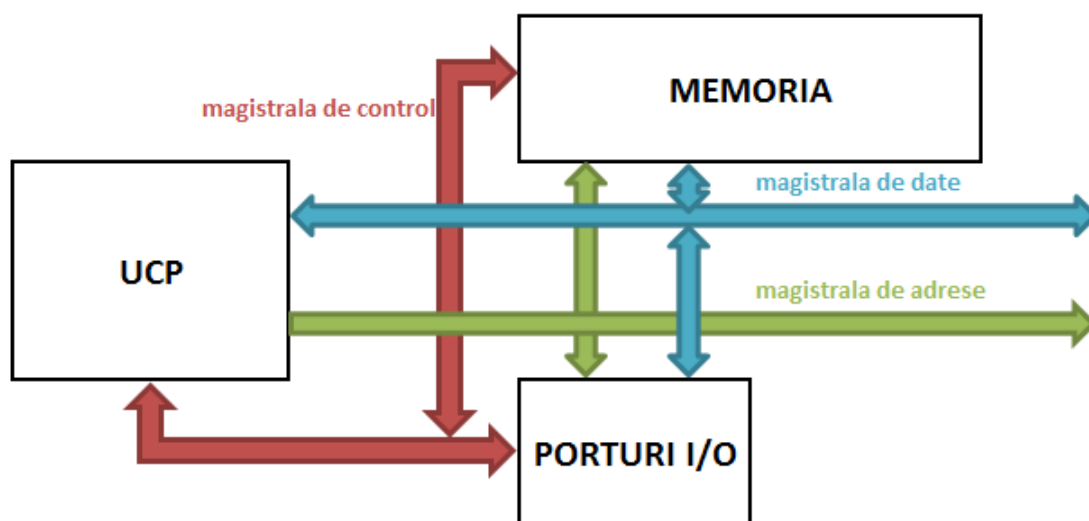 MEMORIA
magistrala de control
magistrala de date
UCP
magistrala de adrese
PORTURI I/O